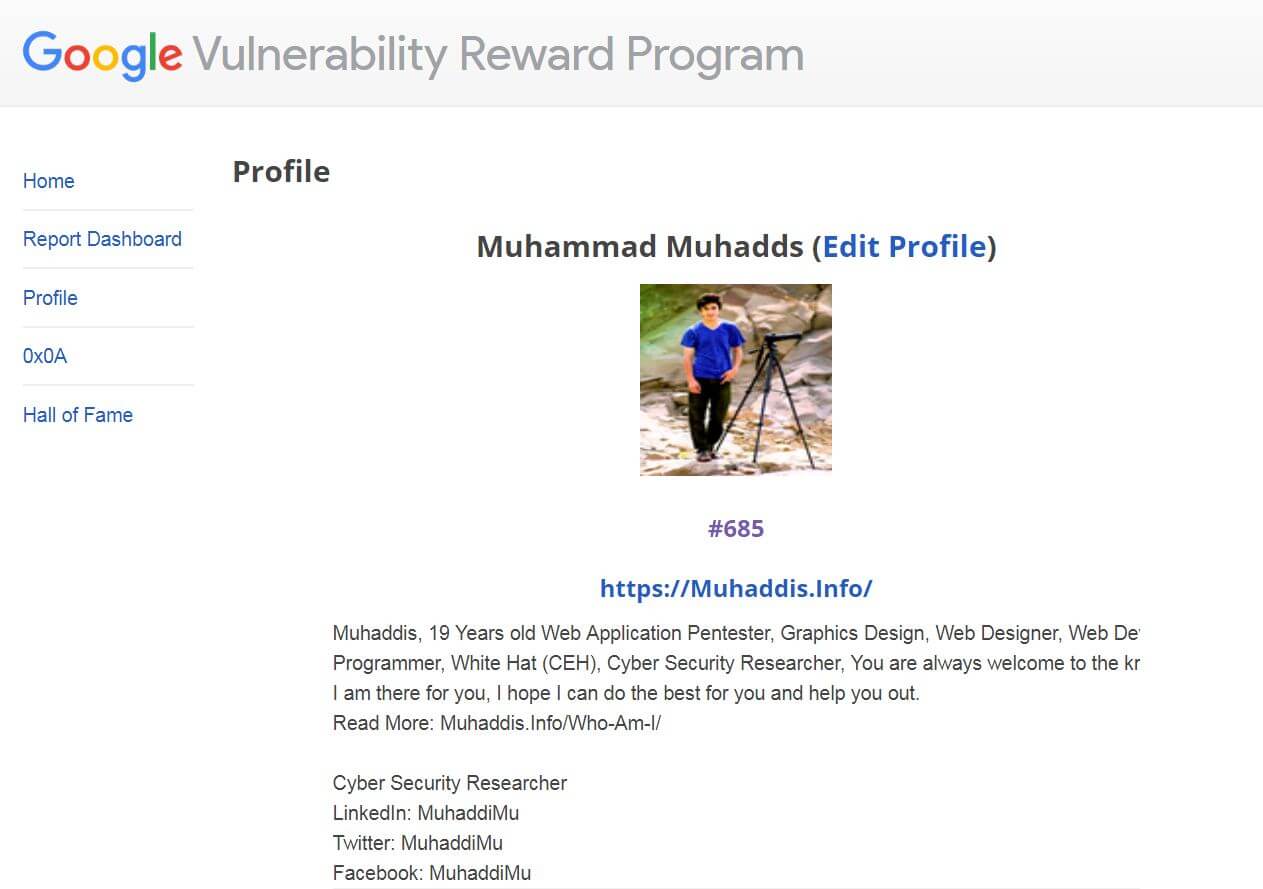 Google Vulnerability Reward Program
Home
Report Dashboard
Profile
0x0A
Hall of Fame
Profile
Muhammad Muhadds (Edit Profile)
#685
https://Muhaddis.Info/
Muhaddis, 19 Years old Web Application Pentester, Graphics Design, Web Designer, Web
Programmer, White Hat (CEH), Cyber Security Researcher, You are always welcome to the
I am there for you, I hope I can do the best for you and help you out.
Read More: Muhaddis.Info/Who-Am-I/
Cyber Security Researcher
LinkedIn: MuhaddiMu
Twitter: MuhaddiMu
Facebook: MuhaddiMu